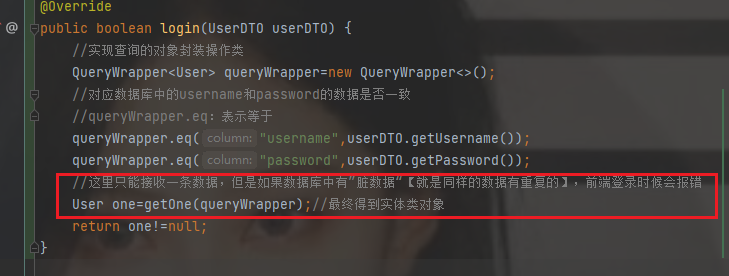 @Override
@ public boolean login(UserDTO userDTO) {
//实现查询的对象封装操作类
QueryWrapper<User> queryWrapper=new QueryWrapper<>();
//对应数据库中的username和password的数据是否一致
//queryWrapper.eq：表示等于
queryWrapper.eq( column: "username",userDTO.getUsername());
queryWrapper.eq( column: "password",userDTO.getPassword());
//这里只能接收一条数据，但是如果数据库中有“脏数据“【就是同样的数据有重复的】，前端登录时候会报错
User one=getOne(queryWrapper);//最终得到实体类对象
return one!=null;
}